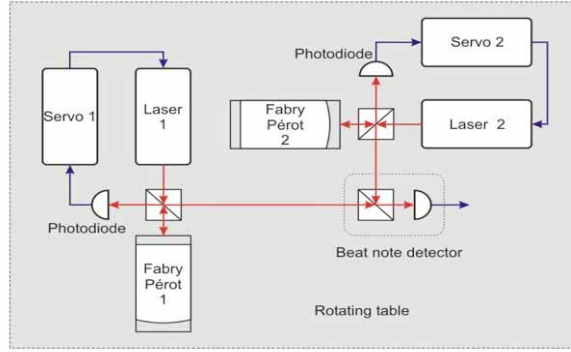 Servo 1
Laser
1
Photodiode
Fabry
Pérot
1
Photodiode
Servo 2
Fabry
Pérot
2
Laser 2
Beat note detector
Rotating table